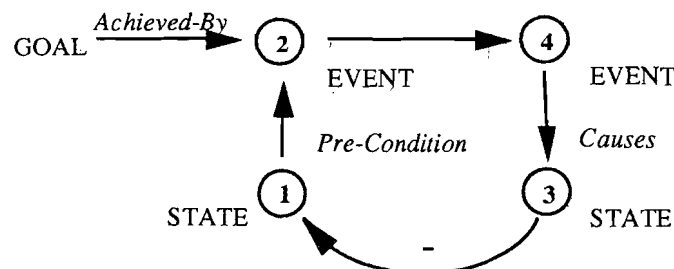 Achieved-By
GOAL
2
4
EVENT
EVENT
Pre-Condition
Causes
1
3
STATE
STATE
-